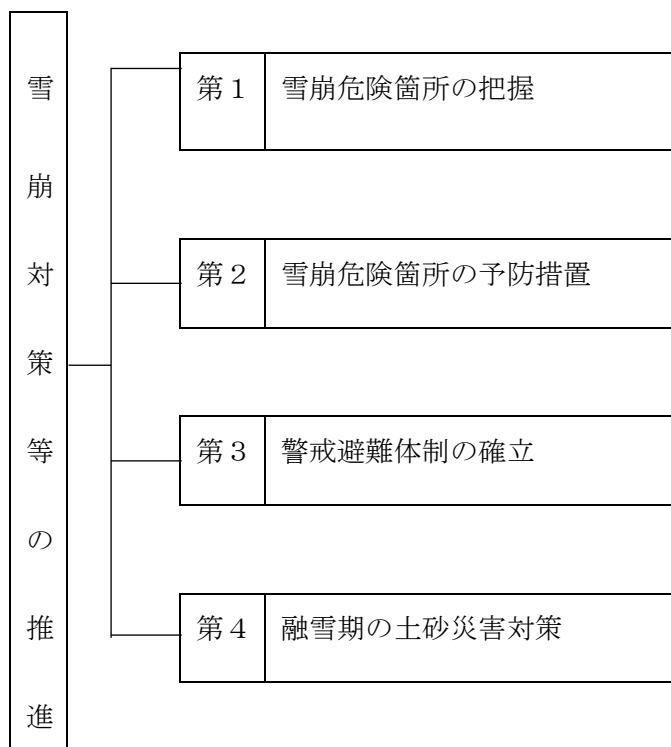 雪崩対策等の推進
第１ 雪崩危険箇所の把握
第２ 雪崩危険箇所の予防措置
第３ 警戒避難体制の確立
第４ 融雪期の土砂災害対策